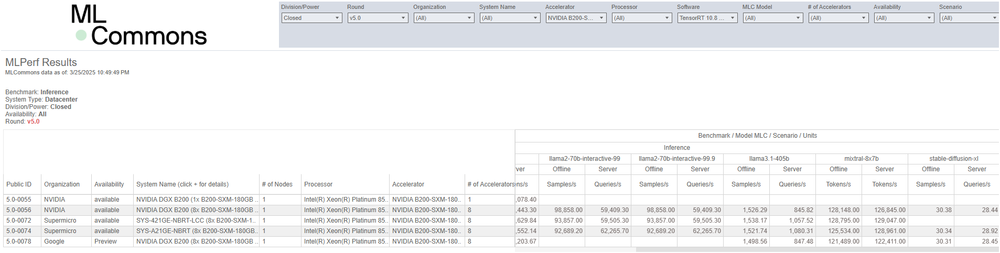 ML
Commons
Division/Power Round Organization System Name Accelerator Processor Software MLC Model # of Accelerators Availability Scenario
Closed v5.0 (All) (All) NVIDIA B200-S... (All) TensorRT 10.8 ... (All) (All) (All) (All)
MLPerf Results
MLCommons data as of: 3/25/2025 10:49:49 PM
Benchmark: Inference
System Type: Datacenter
Division/Power: Closed
Availability: All
Round: v5.0
Benchmark / Model MLC / Scenario / Units
Inference
llama2-70b-interactive-99 llama2-70b-interactive-99.9 llama3.1-405b mixtral-8x7b stable-diffusion-xl
ver Offline Server Offline Server Offline Server Offline Server Offline Server
Public ID Organization Availability System Name (click + for details) # of Nodes Processor Accelerator # of Accelerators ns/s Samples/s Queries/s Samples/s Queries/s Samples/s Queries/s Tokens/s Tokens/s Samples/s Queries/s
5.0-0055 NVIDIA available NVIDIA DGX B200 (1x B200-SXM-180GB .. 1 Intel(R) Xeon(R) Platinum 85.. NVIDIA B200-SXM-180.. 1 ,078.40
5.0-0056 NVIDIA available NVIDIA DGX B200 (8x B200-SXM-180GB .. 1 Intel(R) Xeon(R) Platinum 85.. NVIDIA B200-SXM-180.. 8 ,443.30 98,858.00 59,409.30 98,858.00 59,409.30 1,526.29 845.82 128,148.00 126,845.00 30.38 28.44
5.0-0072 Supermicro available SYS-421GE-NBRT-LCC (8x B200-SXM-1.. 1 Intel(R) Xeon(R) Platinum 85.. NVIDIA B200-SXM-180.. 8 ,629.84 93,857.00 59,505.30 93,857.00 59,505.30 1,538.17 1,057.52 128,795.00 129,047.00
5.0-0074 Supermicro available SYS-A21GE-NBRT (8x B200-SXM-180GB.. 1 Intel(R) Xeon(R) Platinum 85.. NVIDIA B200-SXM-180.. 8 ,552.14 92,689.20 62,265.70 92,689.20 62,265.70 1,521.74 1,080.31 125,534.00 128,961.00 30.34 28.92
5.0-0078 Google Preview NVIDIA DGX B200 (8x B200-SXM-180GB .. 1 Intel(R) Xeon(R) Platinum 85.. NVIDIA B200-SXM-180.. 8 ,203.67 1,498.56 847.48 121,489.00 122,411.00 30.31 28.45